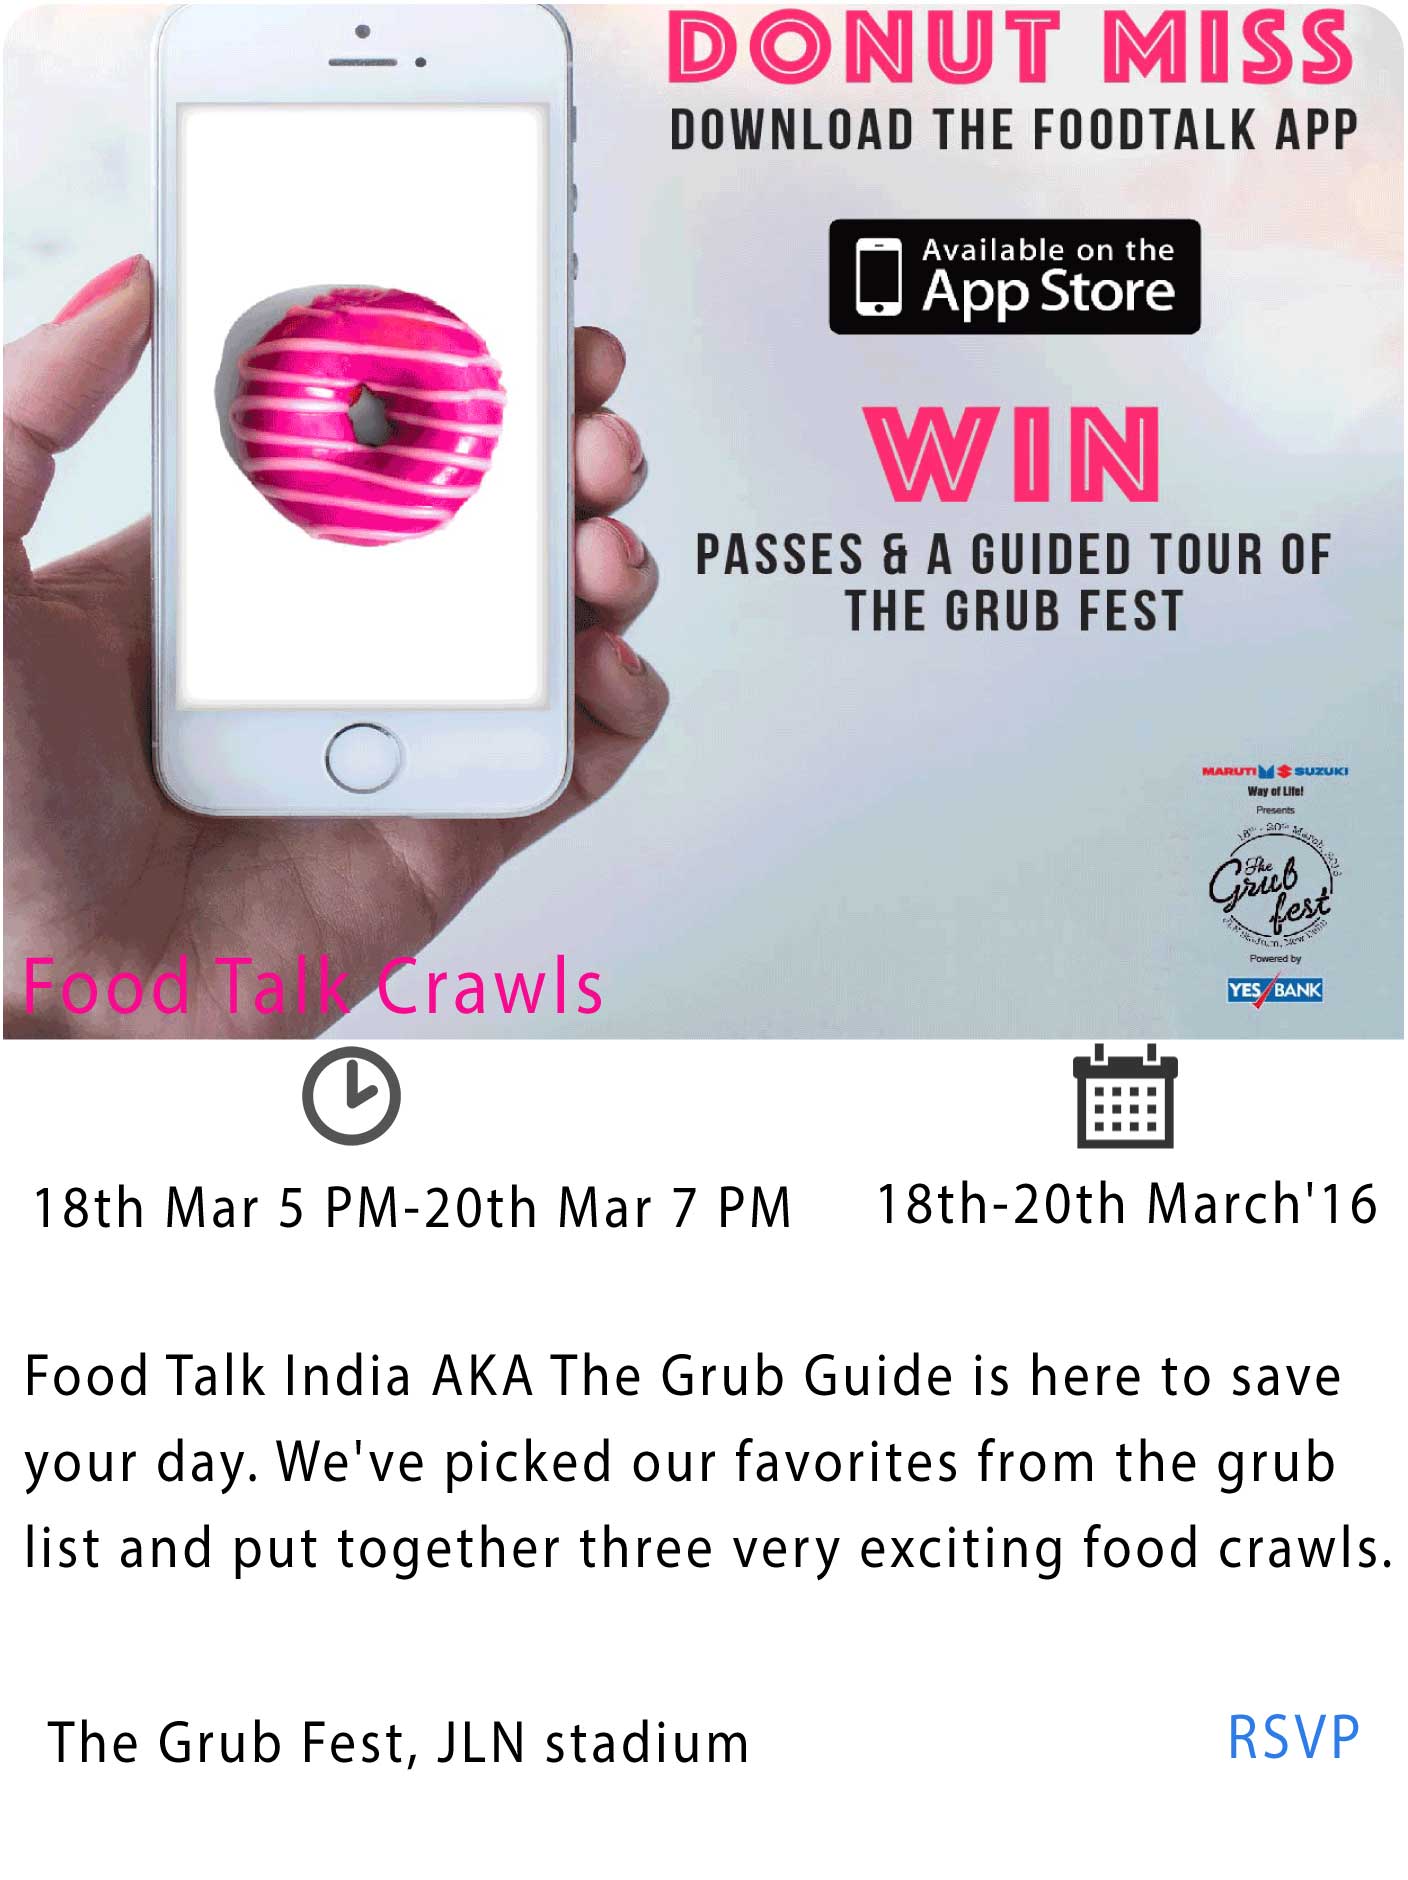 DONUT MISS
DOWNLOAD THE FOODTALK APP
Available on the
App Store
WIN
PASSES & A GUIDED TOUR OF
THE GRUB FEST
MARUTI SUZUKI
Way of Life!
Presents
18th - 20th March, 2016
The
Grub
fest
JLN Stadium, New Delhi
Powered by
YES BANK
Food Talk Crawls
18th Mar 5 PM-20th Mar 7 PM
18th-20th March'16
Food Talk India AKA The Grub Guide is here to save
your day. We've picked our favorites from the grub
list and put together three very exciting food crawls.
The Grub Fest, JLN stadium
RSVP